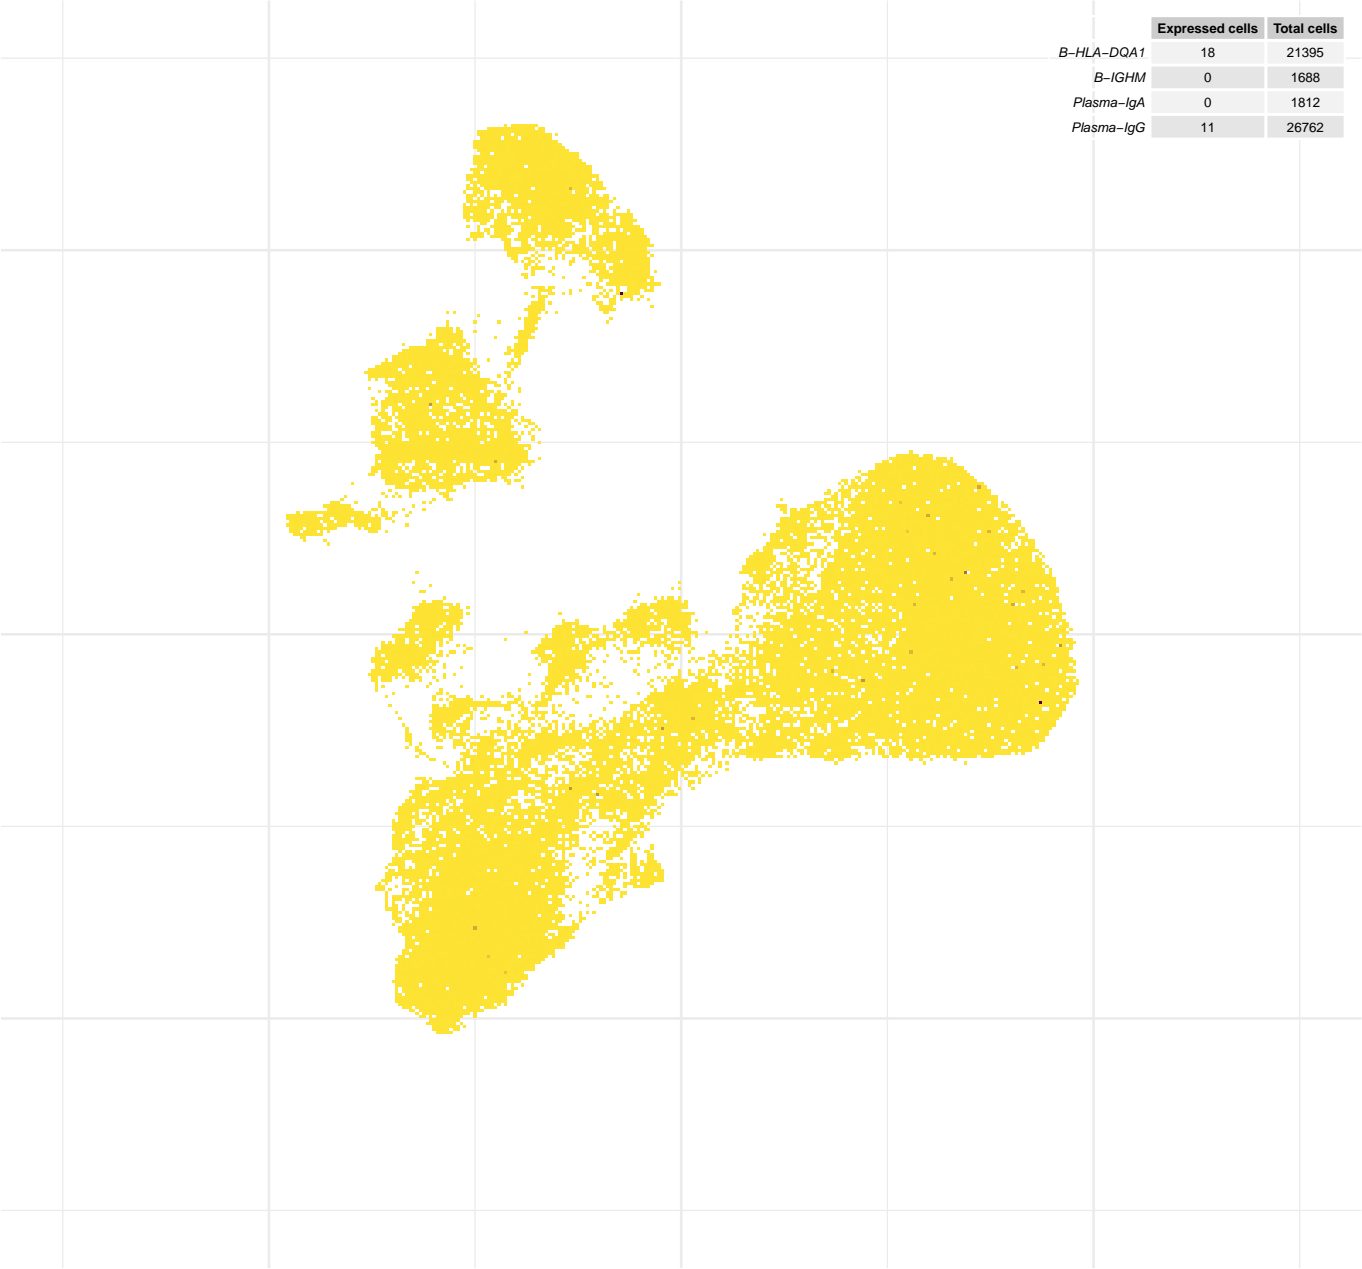 Expressed cells Total cells
B−HLA−DQA1 18 21395
B−IGHM 0 1688
Plasma−IgA 0 1812
Plasma−IgG 11 26762